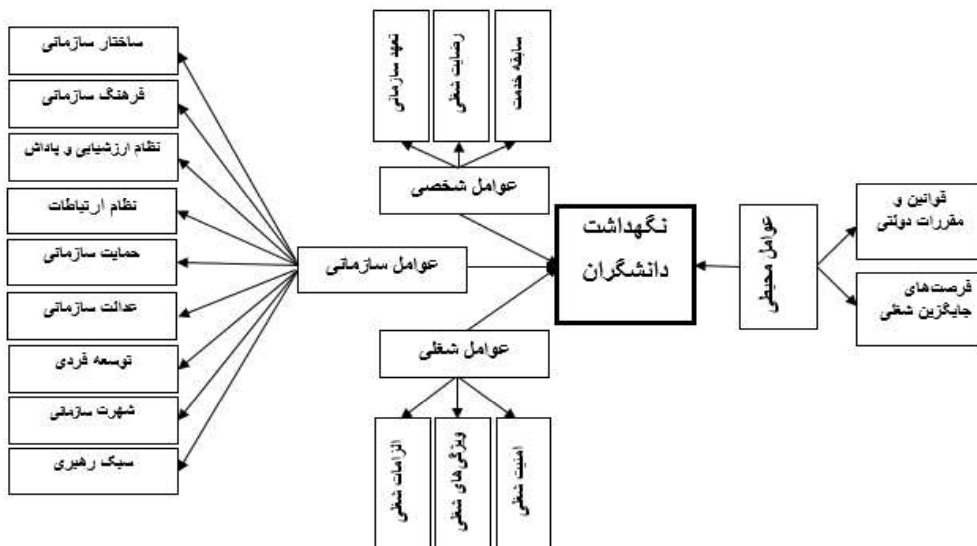 ساختار سازمانی
فرهنگ سازمانی
نظام ارزشیابی و پاداش
نظام ارتباطات
حمایت سازمانی
عدالت سازمانی
توسعه فردی
شهرت سازمانی
سبک رهبری
عوامل سازمانی
تعهد سازمانی
رضایت شغلی
سابقه خدمت
عوامل شخصی
نگهداشت
دانشگران
عوامل شغلی
الزامات شغلی
ویژگی‌های شغلی
امنیت شغلی
عوامل محیطی
قوانین و
مقررات دولتی
فرصت‌های
جایگزین شغلی